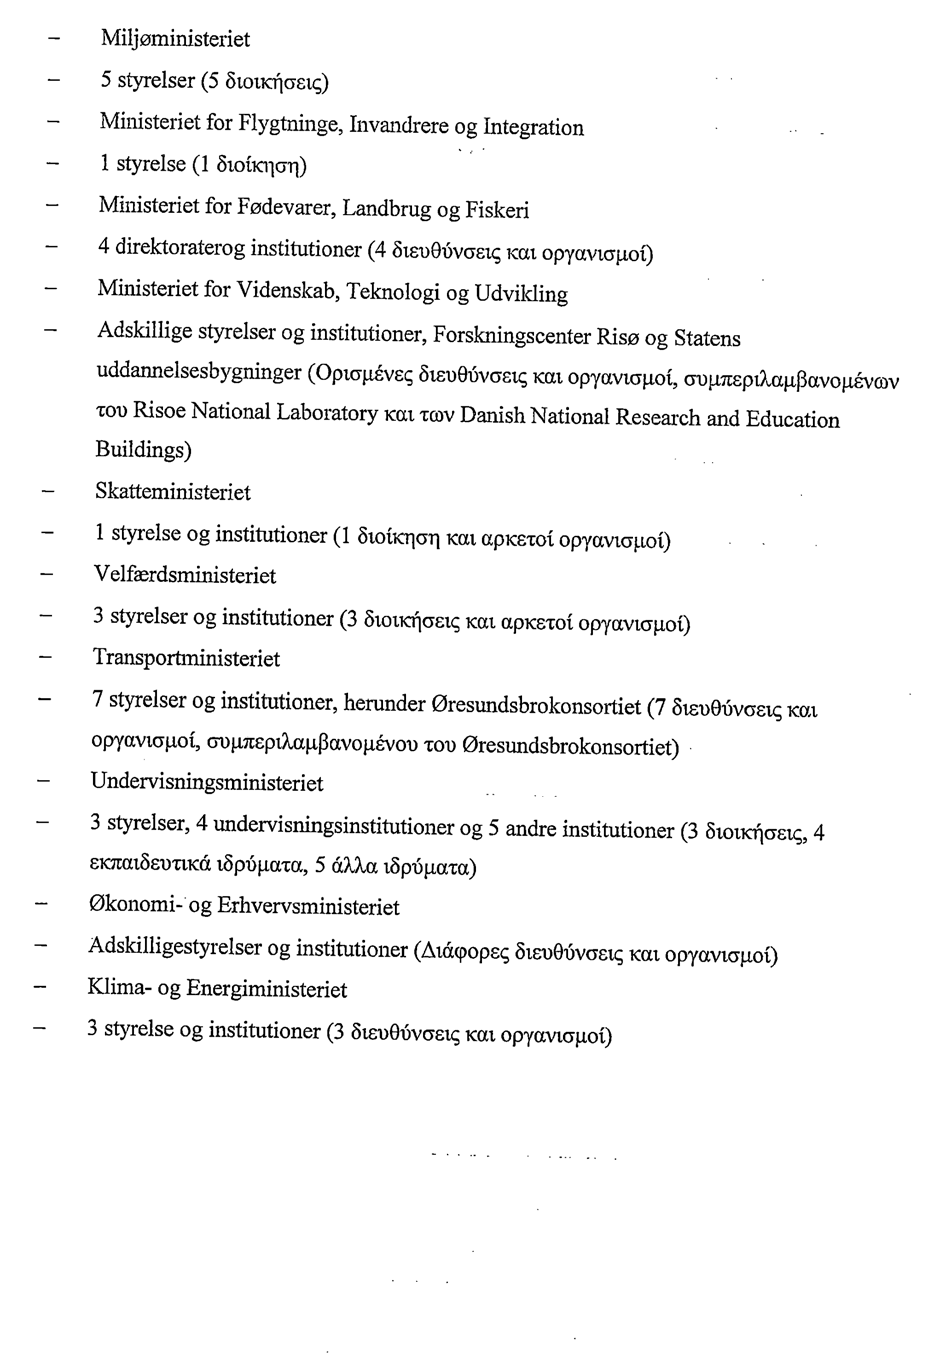 – Miljøministeriet
– 5 styrelser (5 διοικήσεις)
– Ministeriet for Flygtninge, Invandrere og Integration
– 1 styrelse (1 διοίκηση)
– Ministeriet for Fødevarer, Landbrug og Fiskeri
– 4 direktoraterog institutioner (4 διευθύνσεις και οργανισμοί)
– Ministeriet for Videnskab, Teknologi og Udvikling
– Adskillige styrelser og institutioner, Forskningscenter Risø og Statens
uddannelsesbygninger (Ορισμένες διευθύνσεις και οργανισμοί, συμπεριλαμβανομένων
του Risoe National Laboratory και των Danish National Research and Education
Buildings)
– Skatteministeriet
– 1 styrelse og institutioner (1 διοίκηση και αρκετοί οργανισμοί)
– Velfærdsministeriet
– 3 styrelser og institutioner (3 διοικήσεις και αρκετοί οργανισμοί)
– Transportministeriet
– 7 styrelser og institutioner, herunder Øresundsbrokonsortiet (7 διευθύνσεις και
οργανισμοί, συμπεριλαμβανομένου του Øresundsbrokonsortiet)
– Undervisningsministeriet
– 3 styrelser, 4 undervisningsinstitutioner og 5 andre institutioner (3 διοικήσεις, 4
εκπαιδευτικά ιδρύματα, 5 άλλα ιδρύματα)
– Økonomi- og Erhvervsministeriet
– Adskilligestyrelser og institutioner (Διάφορες διευθύνσεις και οργανισμοί)
– Klima- og Energiministeriet
– 3 styrelse og institutioner (3 διευθύνσεις και οργανισμοί)